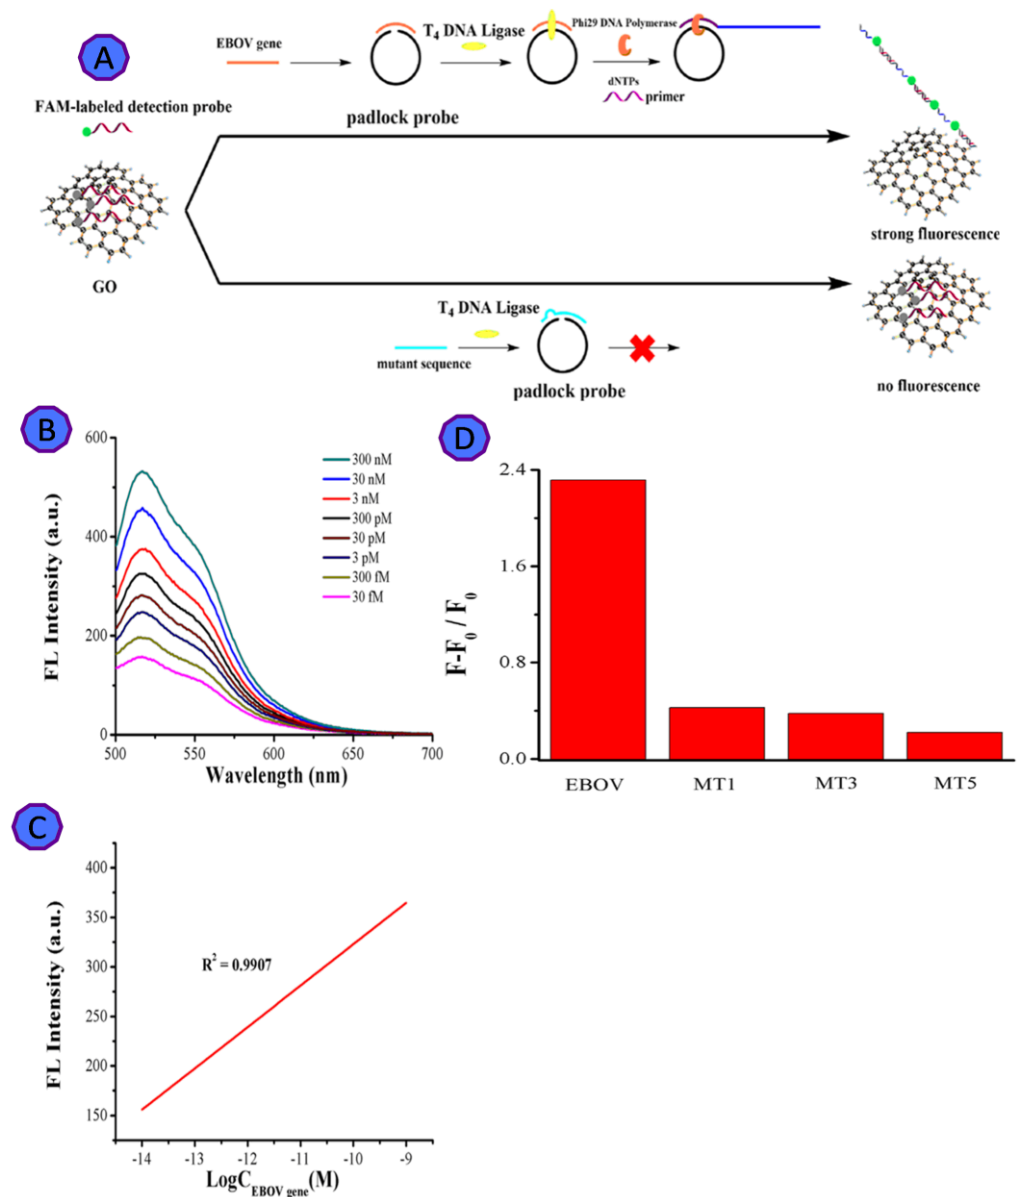 A
EBOV gene
T4 DNA Ligase
Phi29 DNA Polymerase
dNTPs
primer
FAM-labeled detection probe
padlock probe
GO
strong fluorescence
T4 DNA Ligase
mutant sequence
padlock probe
no fluorescence
B
600
400
200
0
FL Intensity (a.u.)
300 nM
30 nM
3 nM
300 pM
30 pM
3 pM
300 fM
30 fM
500 550 600 650 700
Wavelength (nm)
D
2.4
1.6
0.8
0.0
F-F0 / F0
EBOV MT1 MT3 MT5
C
400
350
300
250
200
150
FL Intensity (a.u.)
R2 = 0.9907
-14 -13 -12 -11 -10 -9
LogCEBOV gene(M)